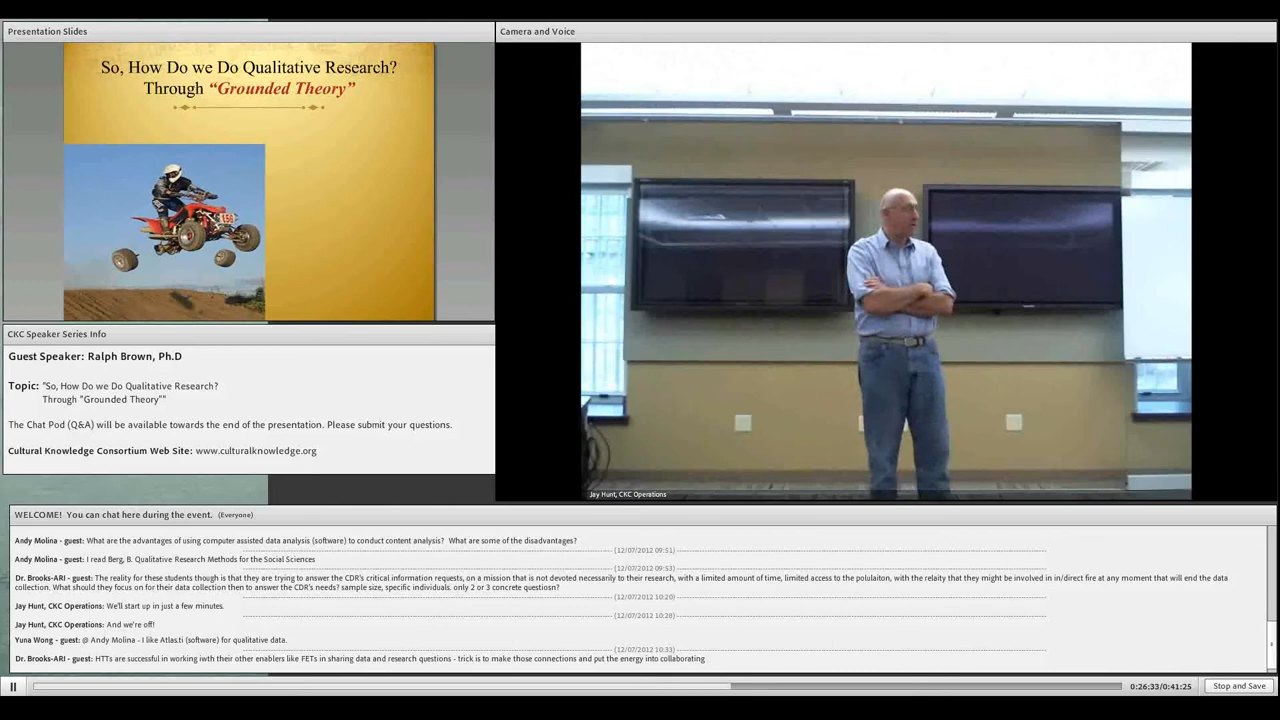 Presentation Slides
So, How Do we Do Qualitative Research?
Through “Grounded Theory”
156
Camera and Voice
Jay Hunt, CKC Operations
CKC Speaker Series Info
Guest Speaker: Ralph Brown, Ph.D
Topic: "So, How Do we Do Qualitative Research?
Through "Grounded Theory""
The Chat Pod (Q&A) will be available towards the end of the presentation. Please submit your questions.
Cultural Knowledge Consortium Web Site: www.culturalknowledge.org
WELCOME! You can chat here during the event. (Everyone)
Andy Molina - guest: What are the advantages of using computer assisted data analysis (software) to conduct content analysis? What are some of the disadvantages?
(12/07/2012 09:51)
Andy Molina - guest: I read Berg, B. Qualitative Research Methods for the Social Sciences
(12/07/2012 09:53)
Dr. Brooks-ARI - guest: The reality for these students though is that they are trying to answer the CDR's critical information requests, on a mission that is not devoted necessarily to their research, with a limited amount of time, limited access to the polulaiton, with the relaity that they might be involved in in/direct fire at any moment that will end the data
collection. What should they focus on for their data collection then to answer the CDR's needs? sample size, specific individuals. only 2 or 3 concrete questiosn?
(12/07/2012 10:20)
Jay Hunt, CKC Operations: We'll start up in just a few minutes.
(12/07/2012 10:28)
Jay Hunt, CKC Operations: And we're off!
Yuna Wong - guest: @ Andy Molina - I like Atlas.ti (software) for qualitative data.
(12/07/2012 10:33)
Dr. Brooks-ARI - guest: HTTs are successful in working iwth their other enablers like FETs in sharing data and research questions - trick is to make those connections and put the energy into collaborating
0:26:33/0:41:25
Stop and Save